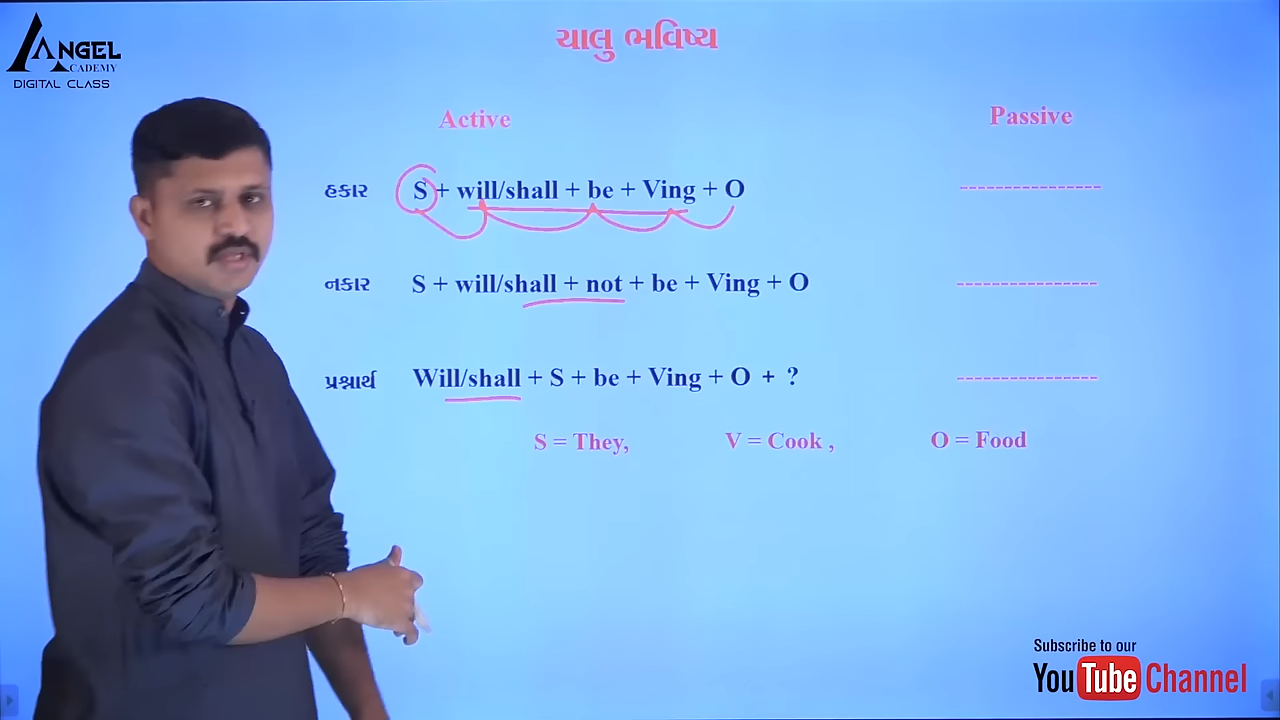 ANGEL
ACADEMY
DIGITAL CLASS
ચાલુ ભવિષ્ય
Active Passive
હકાર S + will/shall + be + Ving + O ---------------
નકાર S + will/shall + not + be + Ving + O ---------------
પ્રશ્નાર્થ Will/shall + S + be + Ving + O + ? ---------------
S = They, V = Cook , O = Food
Subscribe to our
YouTube Channel